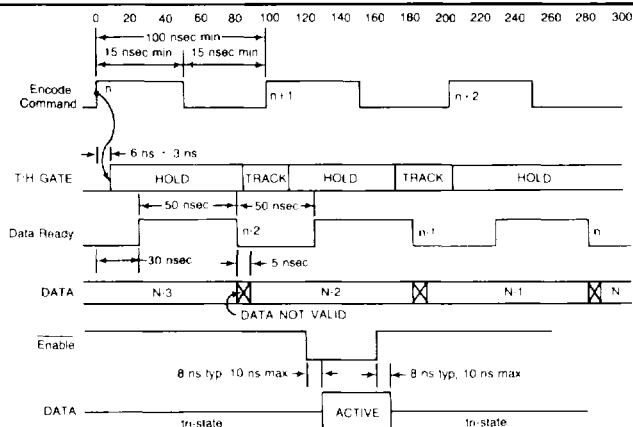 0 20 40 60 80 100 120 140 160 180 200 220 240 260 280 300
100 nsec min
15 nsec min 15 nsec min
Encode Command
n n+1 n+2
6 ns - 3 ns
T/H GATE HOLD TRACK HOLD TRACK HOLD
50 nsec 50 nsec
Data Ready n-2 n-1 n
30 nsec 5 nsec
DATA N-3 N-2 N-1 N
DATA NOT VALID
Enable
8 ns typ, 10 ns max 8 ns typ, 10 ns max
DATA tri-state ACTIVE tri-state